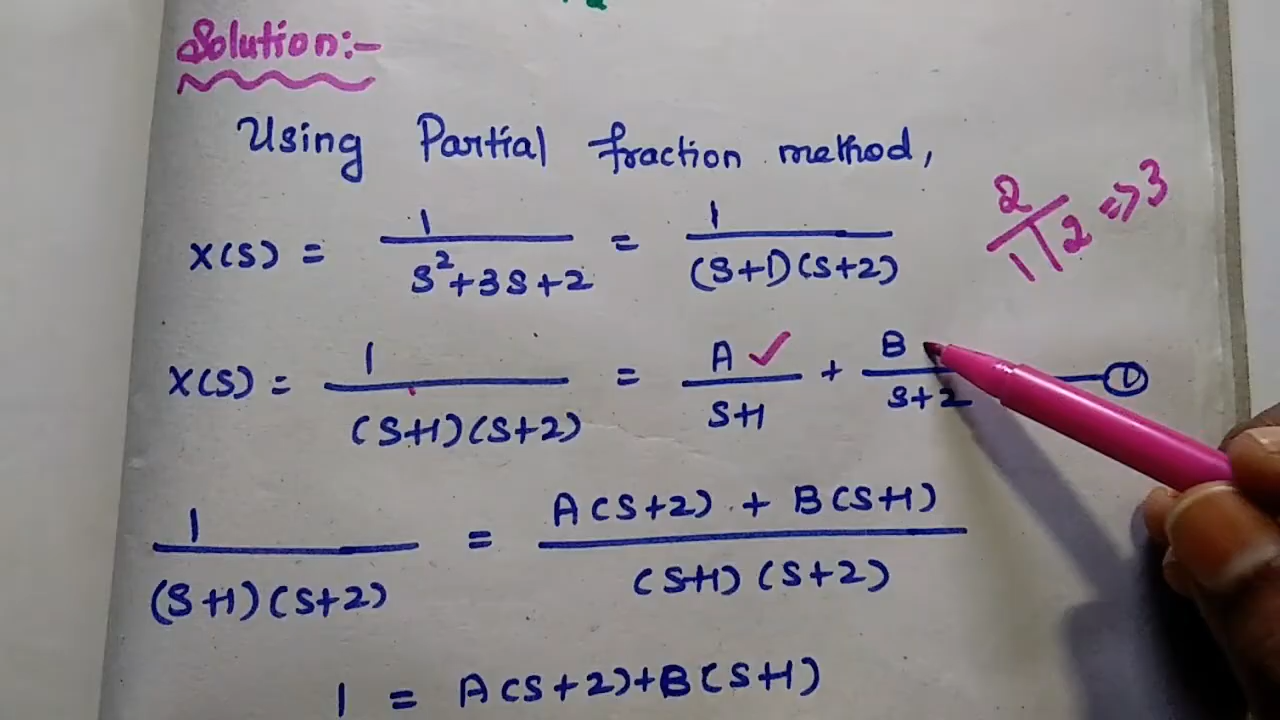 Solution:-
Using Partial fraction method,
X(S) = 1 / (S²+3S+2) = 1 / ((S+1)(S+2))
2 / 1 | 2 => 3
X(S) = 1 / ((S+1)(S+2)) = A ✓ / (S+1) + B / (S+2) — ①
1 / ((S+1)(S+2)) = (A(S+2) + B(S+1)) / ((S+1)(S+2))
1 = A(S+2)+B(S+1)